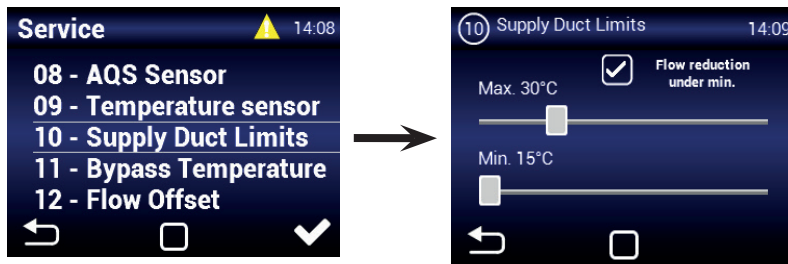 Service 14:08
08 - AQS Sensor
09 - Temperature sensor
10 - Supply Duct Limits
11 - Bypass Temperature
12 - Flow Offset
10 Supply Duct Limits 14:09
Flow reduction
under min.
Max. 30°C
Min. 15°C